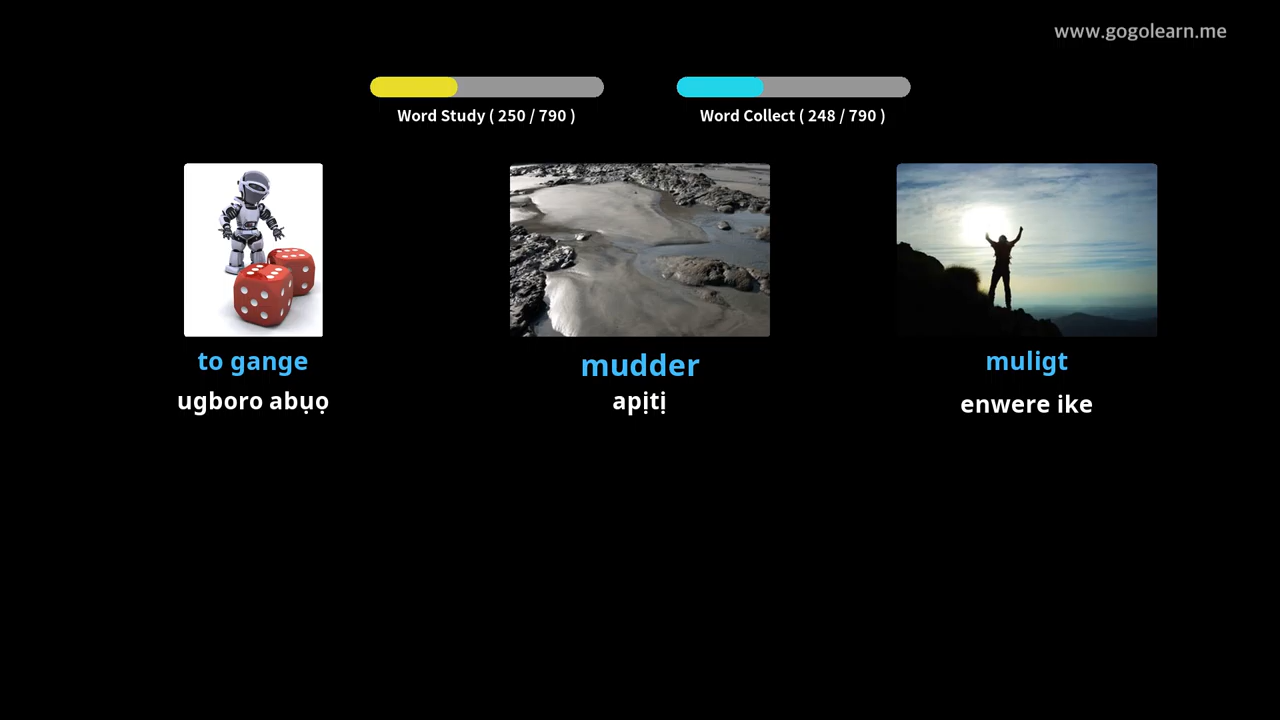 www.gogolearn.me
Word Study ( 250 / 790 )
Word Collect ( 248 / 790 )
to gange
ugboro abụọ
mudder
apịtị
muligt
enwere ike